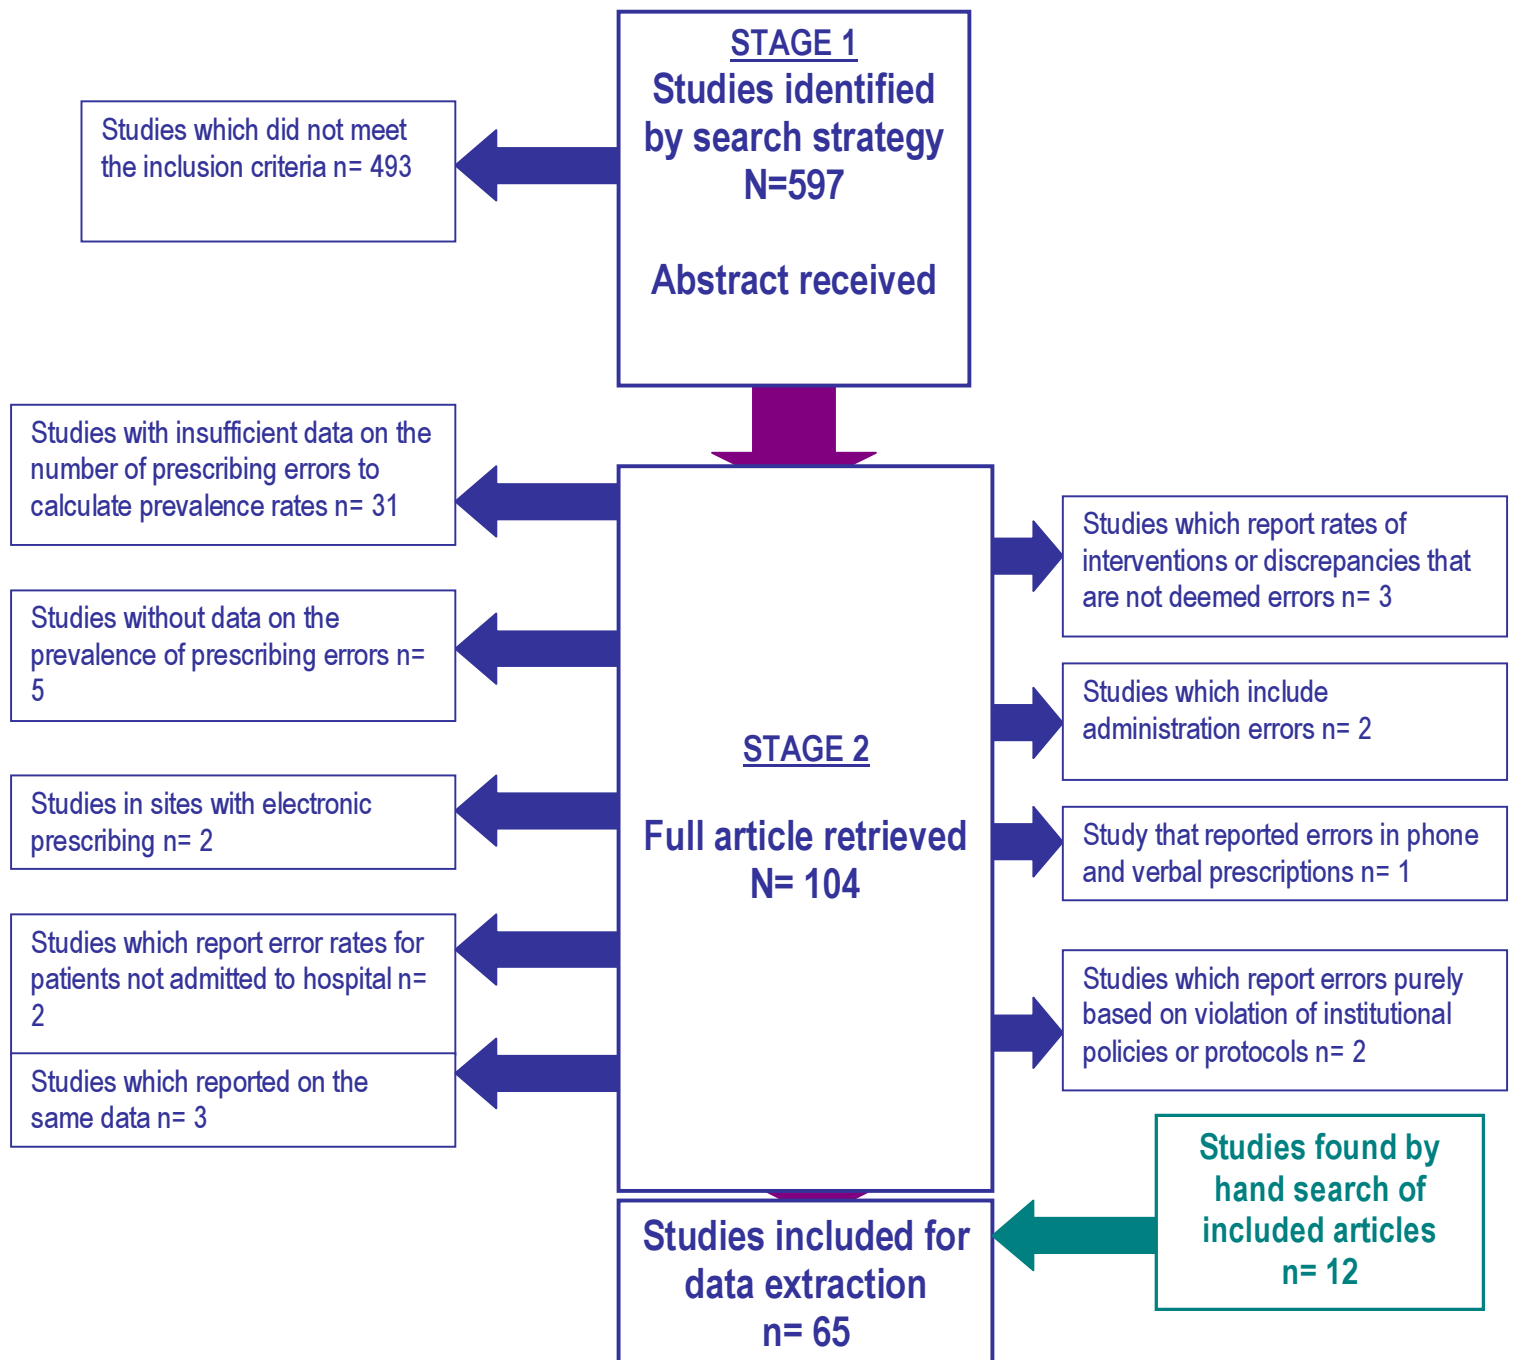 STAGE 1
Studies identified
by search strategy
N=597
Abstract received
Studies which did not meet
the inclusion criteria n= 493
Studies with insufficient data on the
number of prescribing errors to
calculate prevalence rates n= 31
Studies without data on the
prevalence of prescribing errors n=
5
Studies in sites with electronic
prescribing n= 2
Studies which report error rates for
patients not admitted to hospital n=
2
Studies which reported on the
same data n= 3
STAGE 2
Full article retrieved
N= 104
Studies which report rates of
interventions or discrepancies that
are not deemed errors n= 3
Studies which include
administration errors n= 2
Study that reported errors in phone
and verbal prescriptions n= 1
Studies which report errors purely
based on violation of institutional
policies or protocols n= 2
Studies found by
hand search of
included articles
n= 12
Studies included for
data extraction
n= 65